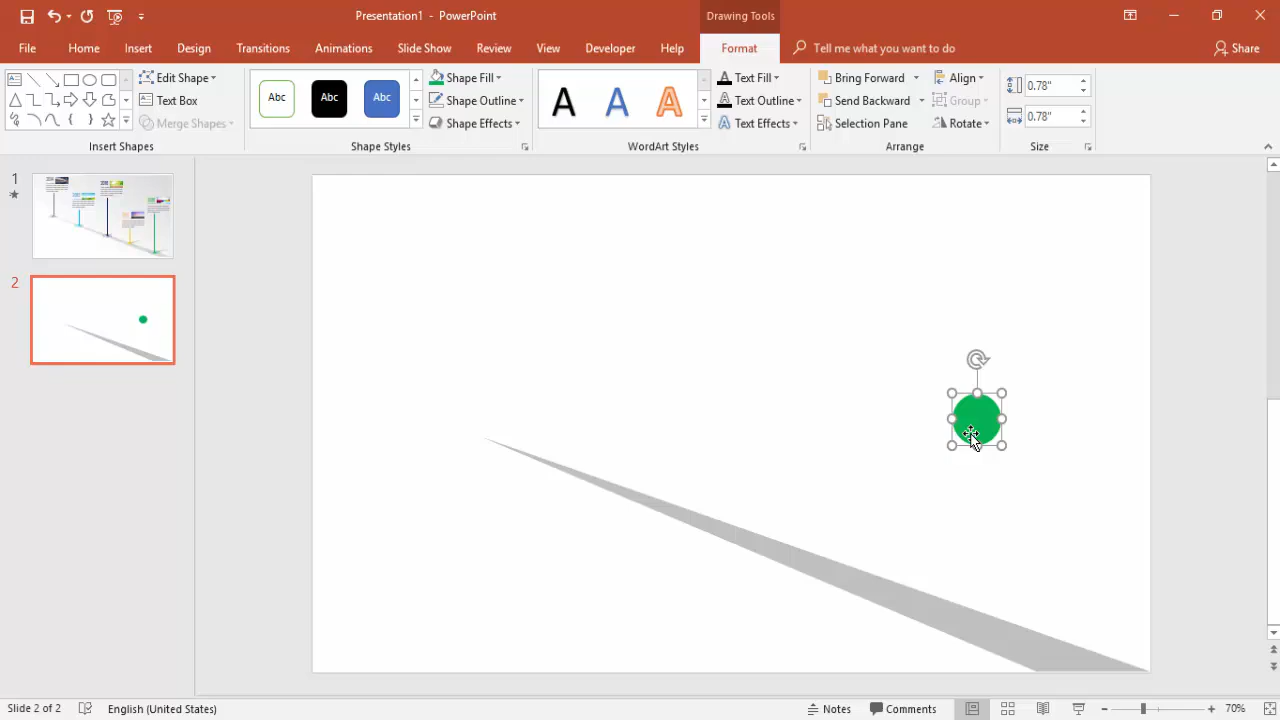 Presentation1 - PowerPoint
Drawing Tools
File Home Insert Design Transitions Animations Slide Show Review View Developer Help Format Tell me what you want to do Share
Edit Shape
Text Box
Merge Shapes
Insert Shapes
Abc Abc Abc
Shape Fill
Shape Outline
Shape Effects
Shape Styles
A A A
Text Fill
Text Outline
Text Effects
WordArt Styles
Bring Forward
Send Backward
Selection Pane
Align
Group
Rotate
Arrange
0.78"
0.78"
Size
1
2
Slide 2 of 2 English (United States) Notes Comments 70%